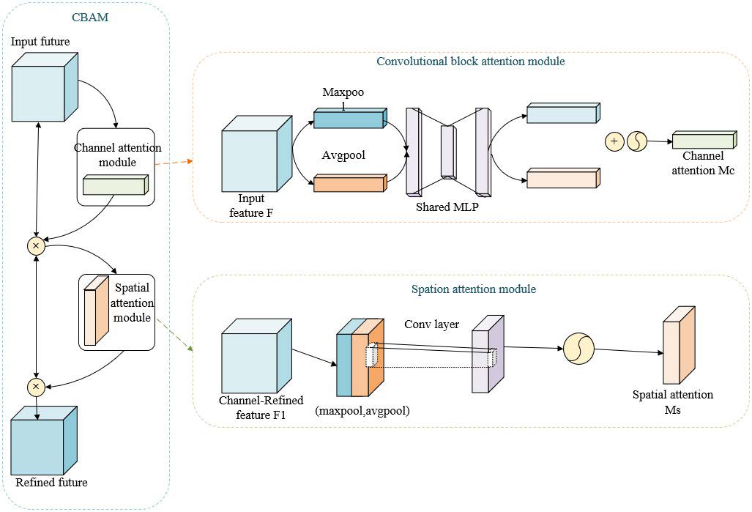 CBAM
Input future
Channel attention
module
Spatial
attention
module
Refined future
Convolutional block attention module
Maxpoo
l
Avgpool
Input
feature F
Shared MLP
+
Channel
attention Mc
Spation attention module
Conv layer
Channel-Refined
feature F1
(maxpool,avgpool)
Spatial attention
Ms
×
×